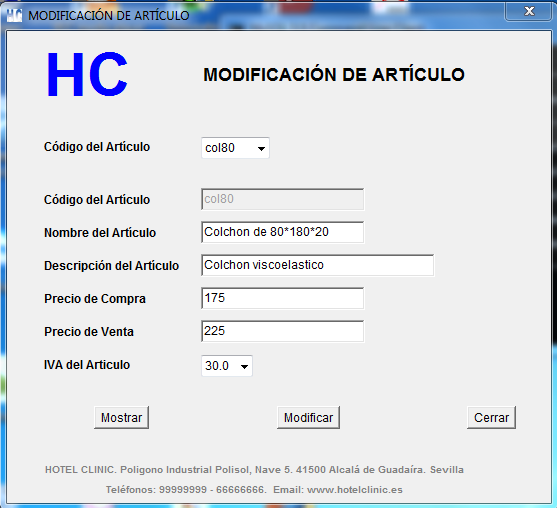 HC MODIFICACIÓN DE ARTÍCULO
HC
MODIFICACIÓN DE ARTÍCULO
Código del Artículo col80
Código del Artículo col80
Nombre del Artículo Colchon de 80*180*20
Descripción del Artículo Colchon viscoelastico
Precio de Compra 175
Precio de Venta 225
IVA del Artículo 30.0
Mostrar Modificar Cerrar
HOTEL CLINIC. Poligono Industrial Polisol, Nave 5. 41500 Alcalá de Guadaíra. Sevilla
Teléfonos: 99999999 - 66666666. Email: www.hotelclinic.es